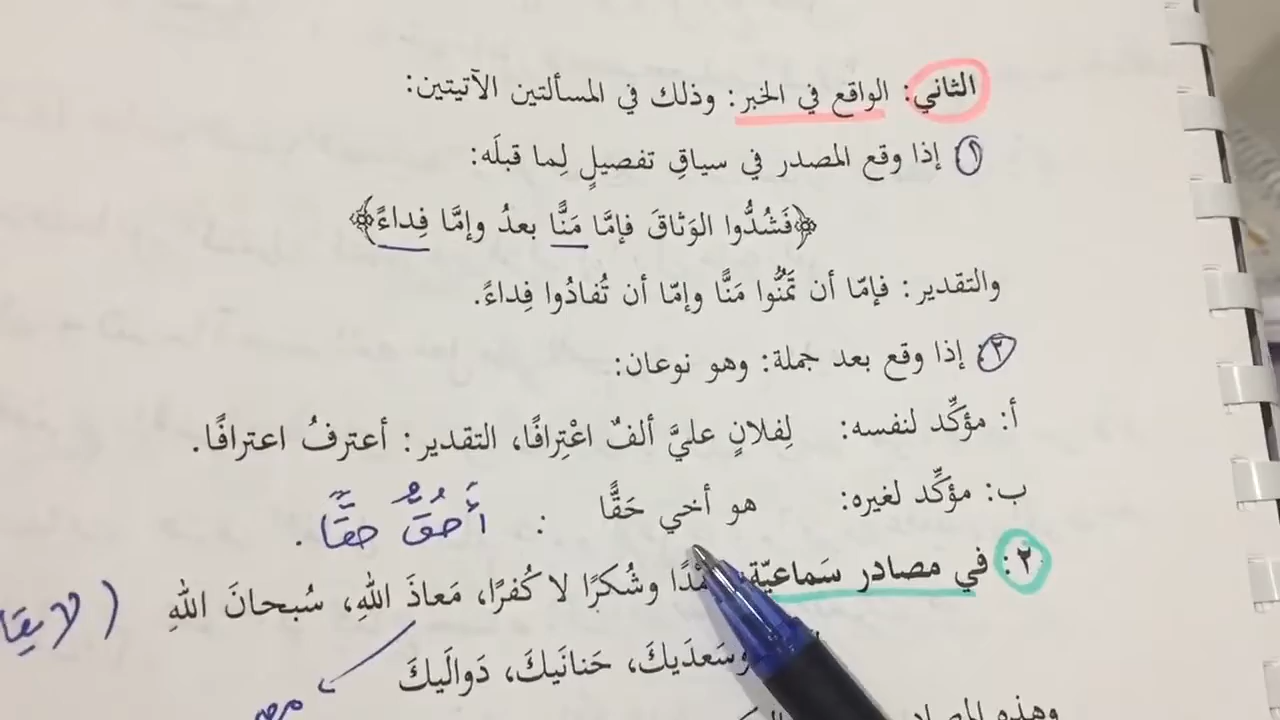 الثاني: الواقع في الخبر: وذلك في المسألتين الآتيتين:
١ إذا وقع المصدر في سياقِ تفصيلٍ لِما قبلَه:
﴿فَشُدُّوا الوَثاقَ فإمَّا مَنًّا بعدُ وإمَّا فِداءً﴾
والتقدير: فإمّا أن تَمُنُّوا مَنًّا وإمّا أن تُفادُوا فِداءً.
٢ إذا وقع بعد جملة: وهو نوعان:
أ: مؤكِّد لنفسه: لِفلانٍ عليَّ ألفٌ اعْتِرافًا، التقدير: أعترفُ اعترافًا.
ب: مؤكِّد لغيره: هو أخي حَقًّا : أَحُقُّ حقًّا.
٢: في مصادر سَماعيّة: وشُكرًا لا كُفرًا، مَعاذَ اللهِ، سُبحانَ اللهِ (لا
وسَعدَيكَ، حَنانَيكَ، دَوالَيكَ
وهذه